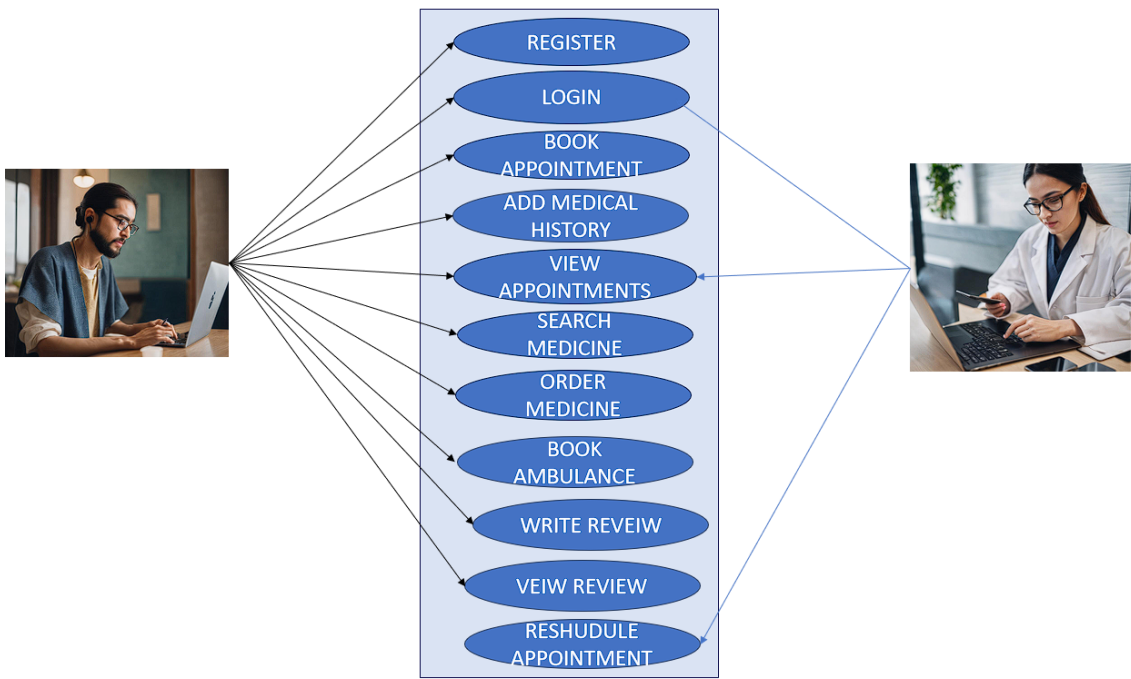 REGISTER
LOGIN
BOOK
APPOINTMENT
ADD MEDICAL
HISTORY
VIEW
APPOINTMENTS
SEARCH
MEDICINE
ORDER
MEDICINE
BOOK
AMBULANCE
WRITE REVEIW
VEIW REVIEW
RESHUDULE
APPOINTMENT